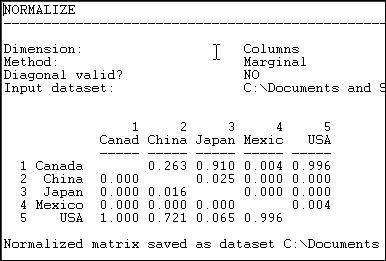 NORMALIZE
Dimension: Columns
Method: Marginal
Diagonal valid? NO
Input dataset: C:\Documents and S
1 2 3 4 5
Canad China Japan Mexic USA
----- ----- ----- ----- -----
1 Canada 0.263 0.910 0.004 0.996
2 China 0.000 0.025 0.000 0.000
3 Japan 0.000 0.016 0.000 0.000
4 Mexico 0.000 0.000 0.000 0.004
5 USA 1.000 0.721 0.065 0.996
Normalized matrix saved as dataset C:\Documents